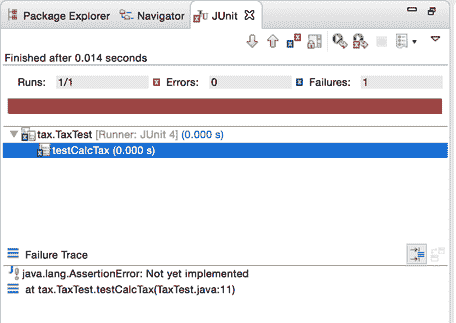 Package Explorer Navigator JUnit
Finished after 0.014 seconds
Runs: 1/1 Errors: 0 Failures: 1
tax.TaxTest [Runner: JUnit 4] (0.000 s)
testCalcTax (0.000 s)
Failure Trace
java.lang.AssertionError: Not yet implemented
at tax.TaxTest.testCalcTax(TaxTest.java:11)